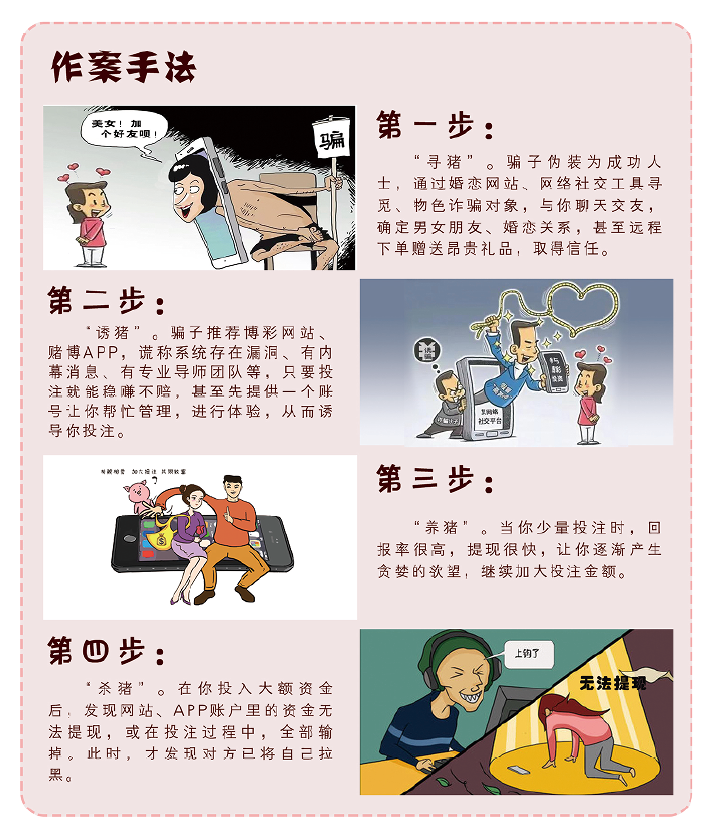 作案手法
美女！加
个好友呗！
骗
第一步：
“寻猪”。骗子伪装为成功人
士，通过婚恋网站、网络社交工具寻
觅、物色诈骗对象，与你聊天交友，
确定男女朋友、婚恋关系，甚至远程
下单赠送昂贵礼品，取得信任。
第二步：
“诱猪”。骗子推荐博彩网站、
赌博APP，谎称系统存在漏洞、有内
幕消息、有专业导师团队等，只要投
注就能稳赚不赔，甚至先提供一个账
号让你帮忙管理，进行体验，从而诱
导你投注。
诱骗
诈骗分子
某网络
社交平台
第三步：
“养猪”。当你少量投注时，回
报率很高，提现很快，让你逐渐产生
贪婪的欲望，继续加大投注金额。
第四步：
“杀猪”。在你投入大额资金
后，发现网站、APP账户里的资金无
法提现，或在投注过程中，全部输
掉。此时，才发现对方已将自己拉
黑。
上钩了
无法提现